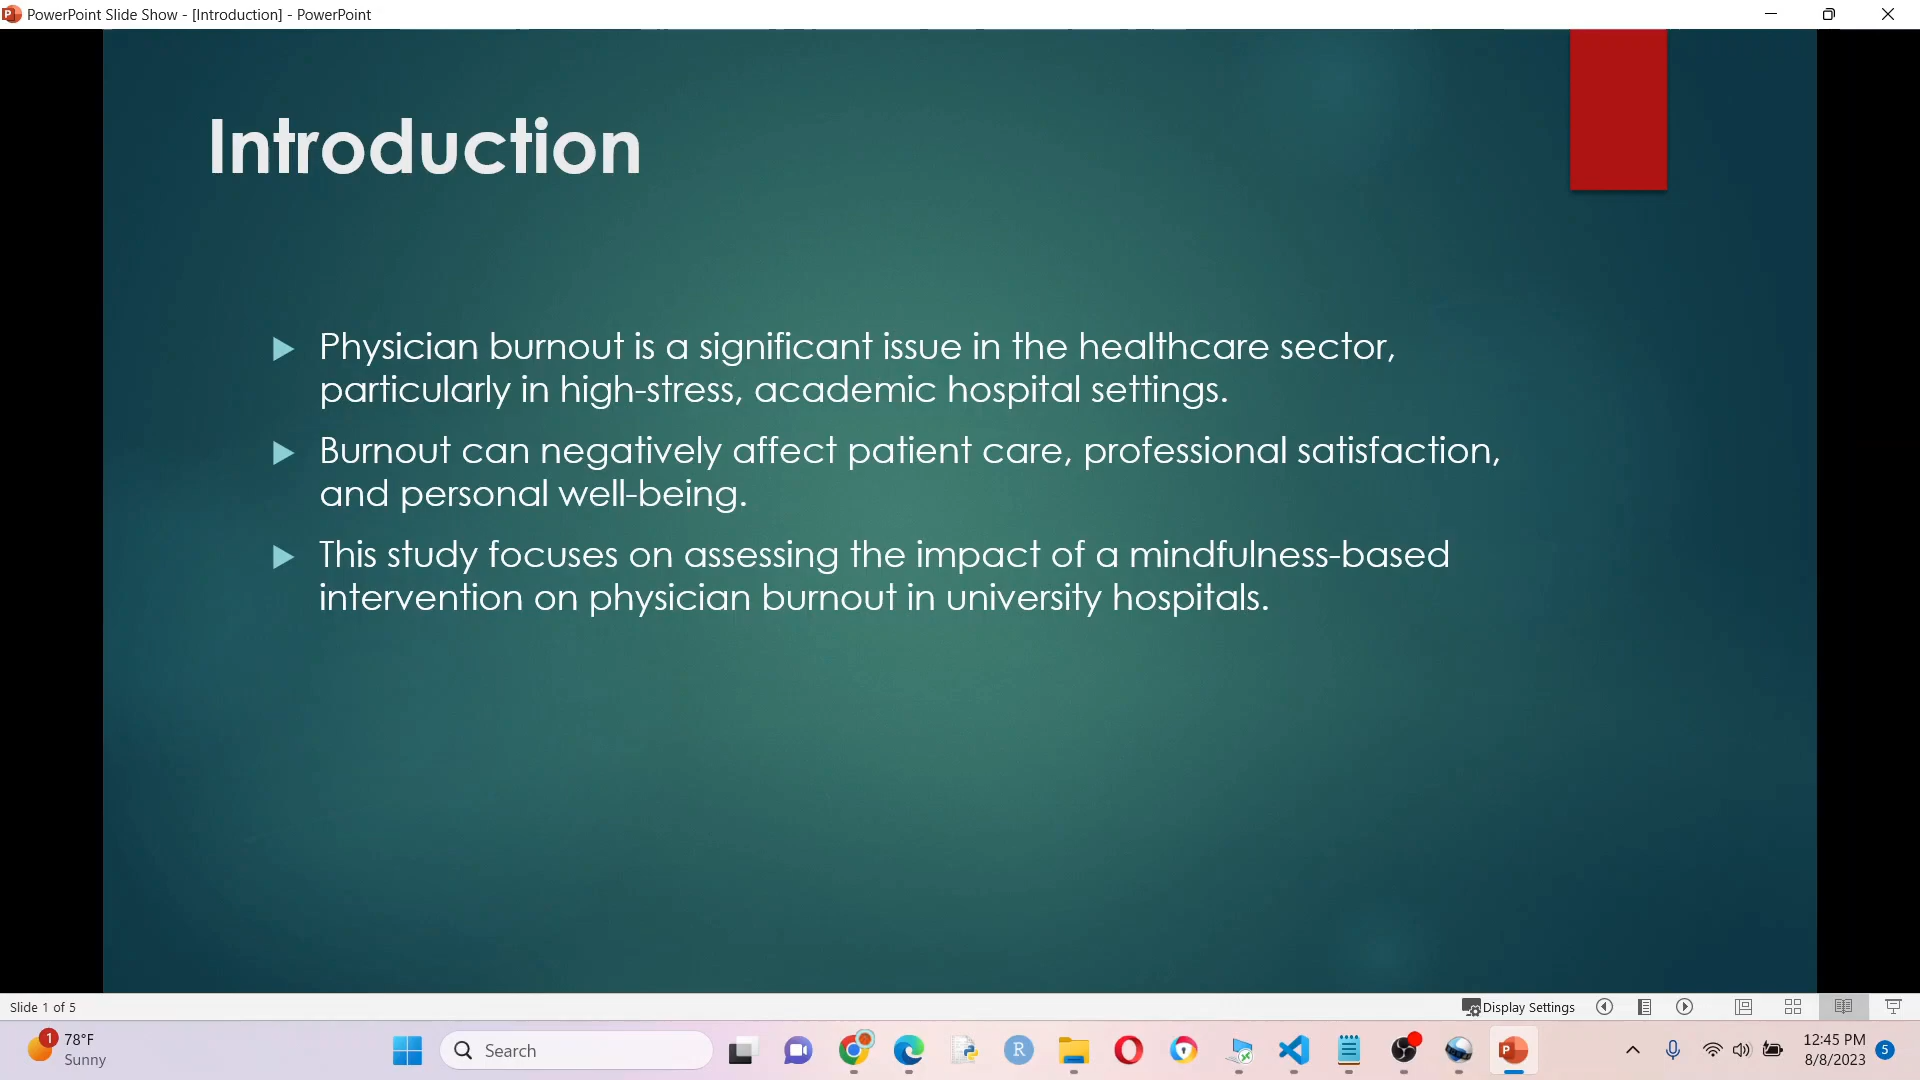 PowerPoint Slide Show - [Introduction] - PowerPoint
Introduction
Physician burnout is a significant issue in the healthcare sector,
particularly in high-stress, academic hospital settings.
Burnout can negatively affect patient care, professional satisfaction,
and personal well-being.
This study focuses on assessing the impact of a mindfulness-based
intervention on physician burnout in university hospitals.
Slide 1 of 5
Display Settings
1
78°F
Sunny
Search
R
P
12:45 PM
8/8/2023
5